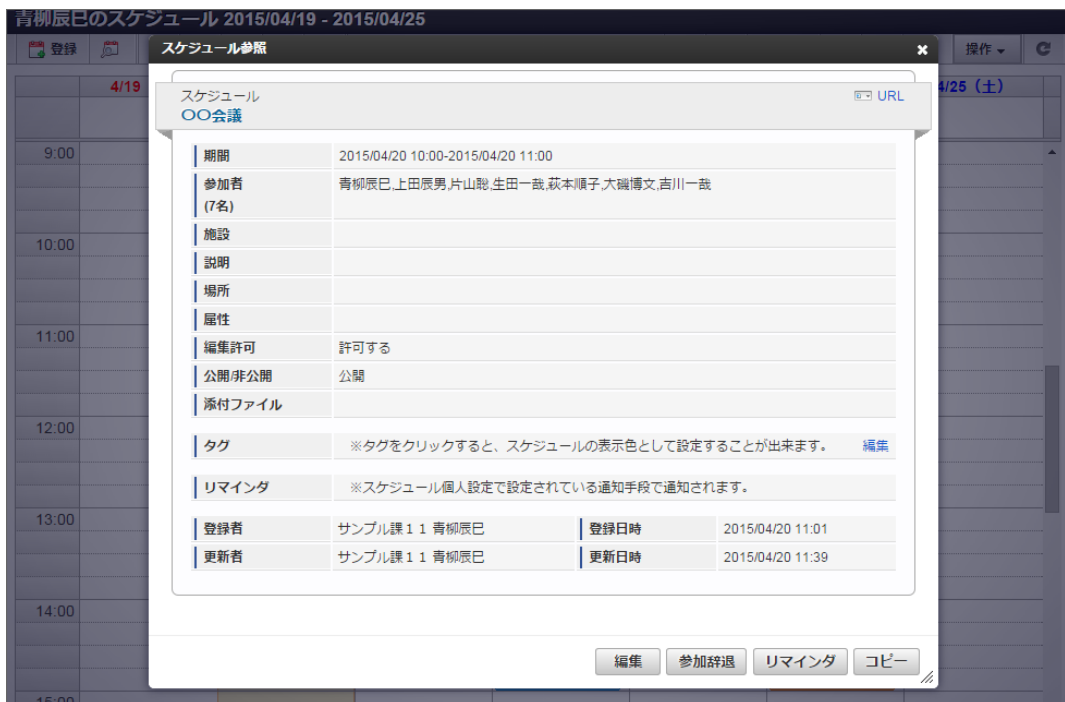 青柳辰巳のスケジュール 2015/04/19 - 2015/04/25
登録
操作
スケジュール参照
4/19
4/25（土）
スケジュール
URL
〇〇会議
期間 2015/04/20 10:00-2015/04/20 11:00
参加者 青柳辰巳,上田辰男,片山聡,生田一哉,萩本順子,大磯博文,吉川一哉
(7名)
施設
説明
場所
属性
編集許可 許可する
公開/非公開 公開
添付ファイル
タグ ※タグをクリックすると、スケジュールの表示色として設定することが出来ます。 編集
リマインダ ※スケジュール個人設定で設定されている通知手段で通知されます。
登録者 サンプル課１１ 青柳辰巳 登録日時 2015/04/20 11:01
更新者 サンプル課１１ 青柳辰巳 更新日時 2015/04/20 11:39
編集 参加辞退 リマインダ コピー
9:00
10:00
11:00
12:00
13:00
14:00
15:00